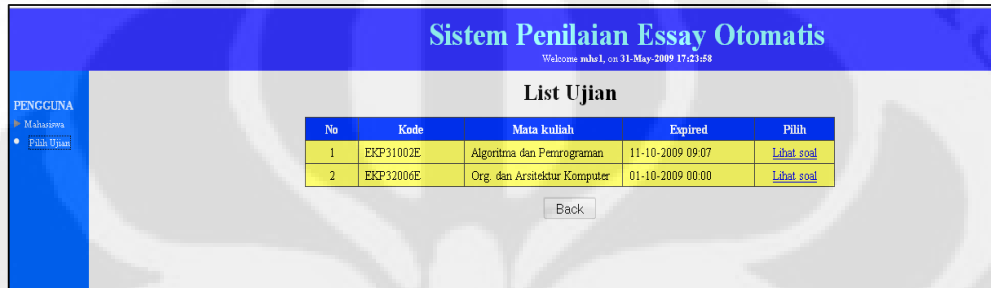 Sistem Penilaian Essay Otomatis
Welcome mhs1, on 31-May-2009 17:23:58
PENGGUNA
Mahasiswa
Pilih Ujian
List Ujian
No Kode Mata kuliah Expired Pilih
1 EKP31002E Algoritma dan Pemrograman 11-10-2009 09:07 Lihat soal
2 EKP32006E Org. dan Arsitektur Komputer 01-10-2009 00:00 Lihat soal
Back